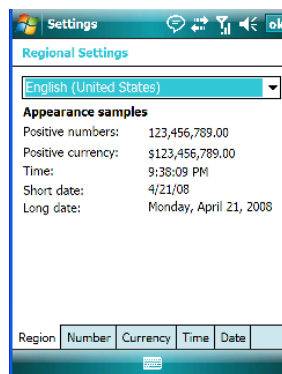 Settings
ok
Regional Settings
English (United States)
Appearance samples
Positive numbers: 123,456,789.00
Positive currency: $123,456,789.00
Time: 9:38:09 PM
Short date: 4/21/08
Long date: Monday, April 21, 2008
Region Number Currency Time Date